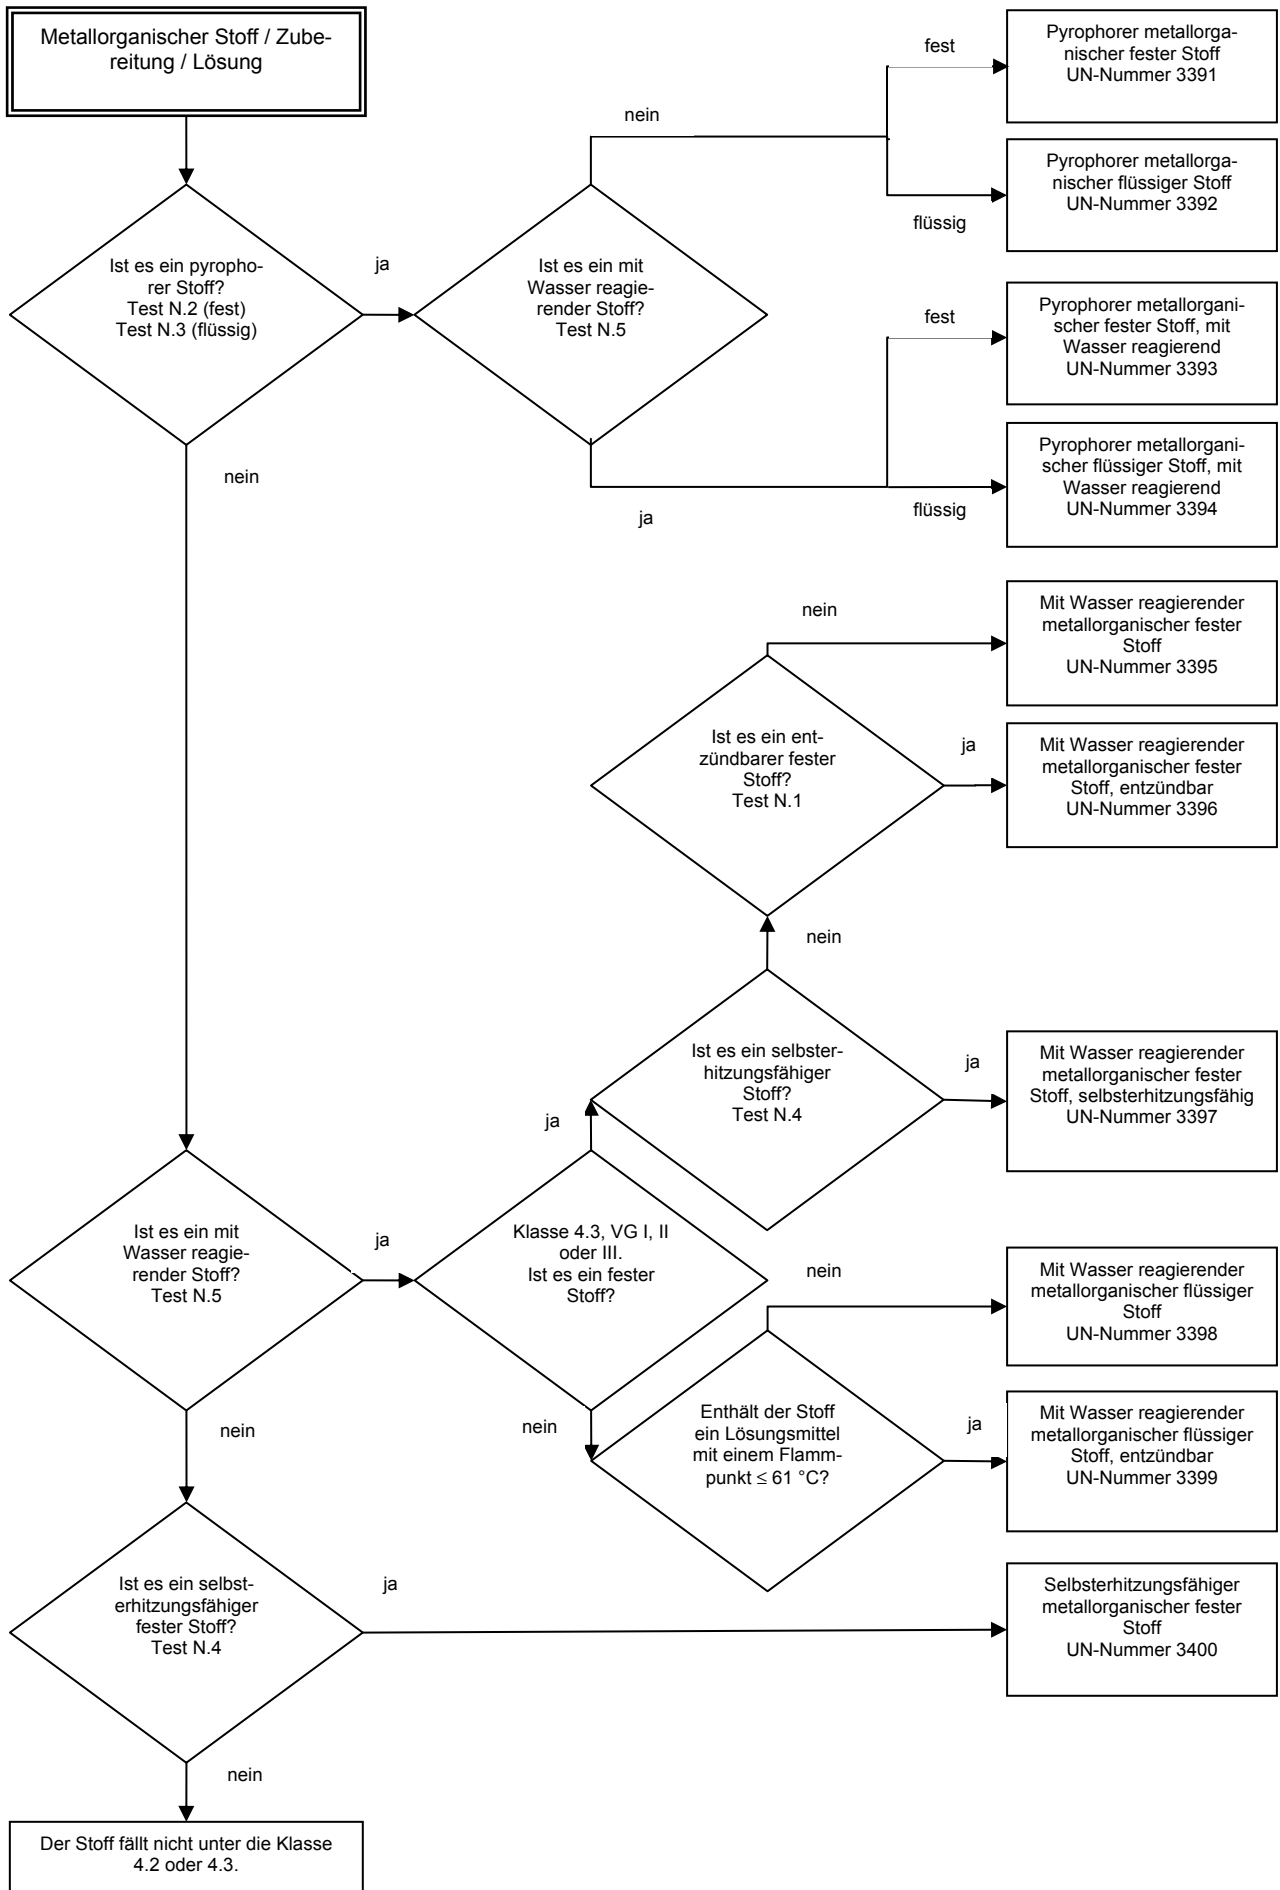 Metallorganischer Stoff / Zube-
reitung / Lösung
fest
Pyrophorer metallorga-
nischer fester Stoff
UN-Nummer 3391
nein
Pyrophorer metallorga-
nischer flüssiger Stoff
UN-Nummer 3392
flüssig
Ist es ein pyropho-
rer Stoff?
Test N.2 (fest)
Test N.3 (flüssig)
ja
Ist es ein mit
Wasser reagie-
render Stoff?
Test N.5
fest
Pyrophorer metallorgani-
scher fester Stoff, mit
Wasser reagierend
UN-Nummer 3393
nein
ja
flüssig
Pyrophorer metallorgani-
scher flüssiger Stoff, mit
Wasser reagierend
UN-Nummer 3394
nein
Mit Wasser reagierender
metallorganischer fester
Stoff
UN-Nummer 3395
Ist es ein ent-
zündbarer fester
Stoff?
Test N.1
ja
Mit Wasser reagierender
metallorganischer fester
Stoff, entzündbar
UN-Nummer 3396
nein
Ist es ein selbster-
hitzungsfähiger
Stoff?
Test N.4
ja
Mit Wasser reagierender
metallorganischer fester
Stoff, selbsterhitzungsfähig
UN-Nummer 3397
ja
Ist es ein mit
Wasser reagie-
render Stoff?
Test N.5
ja
Klasse 4.3, VG I, II
oder III.
Ist es ein fester
Stoff?
nein
Mit Wasser reagierender
metallorganischer flüssiger
Stoff
UN-Nummer 3398
nein
nein
Enthält der Stoff
ein Lösungsmittel
mit einem Flamm-
punkt ≤ 61 °C?
ja
Mit Wasser reagierender
metallorganischer flüssiger
Stoff, entzündbar
UN-Nummer 3399
Ist es ein selbst-
erhitzungsfähiger
fester Stoff?
Test N.4
ja
Selbsterhitzungsfähiger
metallorganischer fester
Stoff
UN-Nummer 3400
nein
Der Stoff fällt nicht unter die Klasse
4.2 oder 4.3.